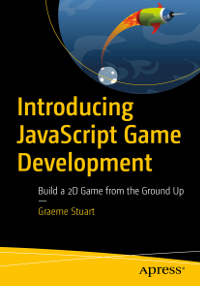 Introducing
JavaScript Game
Development
Build a 2D Game from the Ground Up
Graeme Stuart
Apress®